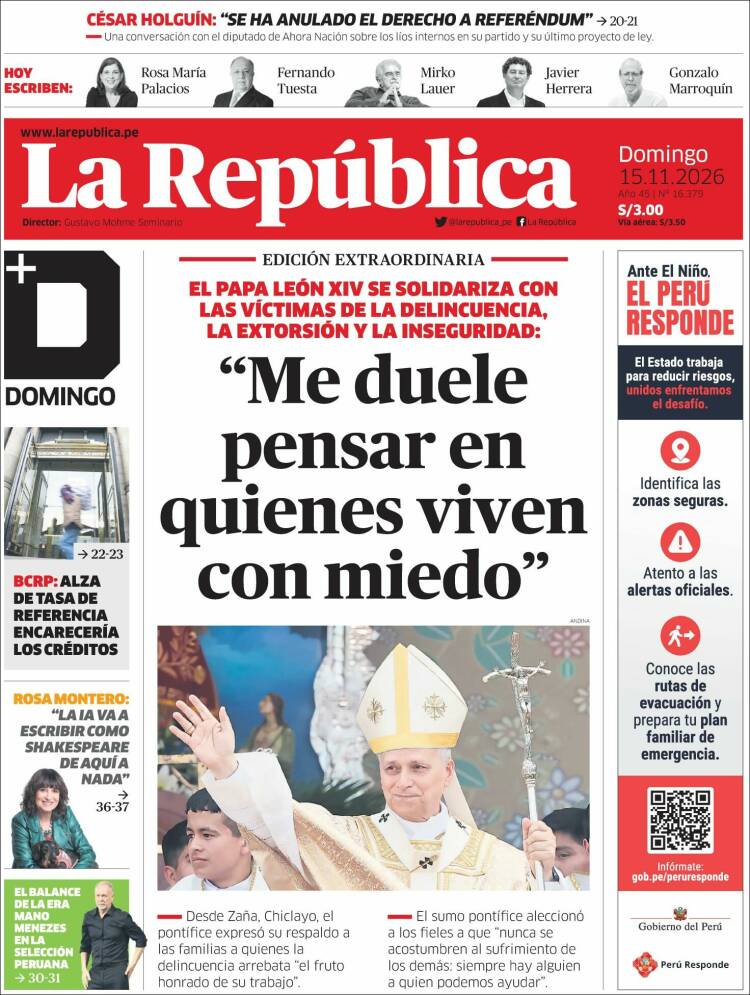 CÉSAR HOLGUÍN: “SE HA ANULADO EL DERECHO A REFERÉNDUM” → 20-21
Una conversación con el diputado de Ahora Nación sobre los líos internos en su partido y su último proyecto de ley.
HOY
ESCRIBEN:
Rosa María
Palacios
Fernando
Tuesta
Mirko
Lauer
Javier
Herrera
Gonzalo
Marroquín
www.larepublica.pe
La República
Director: Gustavo Mohme Seminario
@larepublica_pe La República
Domingo
15.11.2026
Año 45 | N° 16,379
S/3.00
Vía aérea: S/3.50
+D
DOMINGO
→ 22-23
BCRP: ALZA
DE TASA DE
REFERENCIA
ENCARECERÍA
LOS CRÉDITOS
ROSA MONTERO:
“LA IA VA A
ESCRIBIR COMO
SHAKESPEARE
DE AQUÍ A
NADA”
→
36-37
EL BALANCE
DE LA ERA
MANO
MENEZES
EN LA
SELECCIÓN
PERUANA
→ 30-31
EDICIÓN EXTRAORDINARIA
EL PAPA LEÓN XIV SE SOLIDARIZA CON
LAS VÍCTIMAS DE LA DELINCUENCIA,
LA EXTORSIÓN Y LA INSEGURIDAD:
“Me duele
pensar en
quienes viven
con miedo”
ANDINA
Desde Zaña, Chiclayo, el
pontífice expresó su respaldo a
las familias a quienes la
delincuencia arrebata “el fruto
honrado de su trabajo”.
El sumo pontífice aleccionó
a los fieles a que “nunca se
acostumbren al sufrimiento de
los demás: siempre hay alguien
a quien podemos ayudar”.
Ante El Niño,
EL PERÚ
RESPONDE
El Estado trabaja
para reducir riesgos,
unidos enfrentamos
el desafío.
Identifica las
zonas seguras.
Atento a las
alertas oficiales.
Conoce las
rutas de
evacuación y
prepara tu plan
familiar de
emergencia.
Infórmate:
gob.pe/peruresponde
Gobierno del Perú
Perú Responde